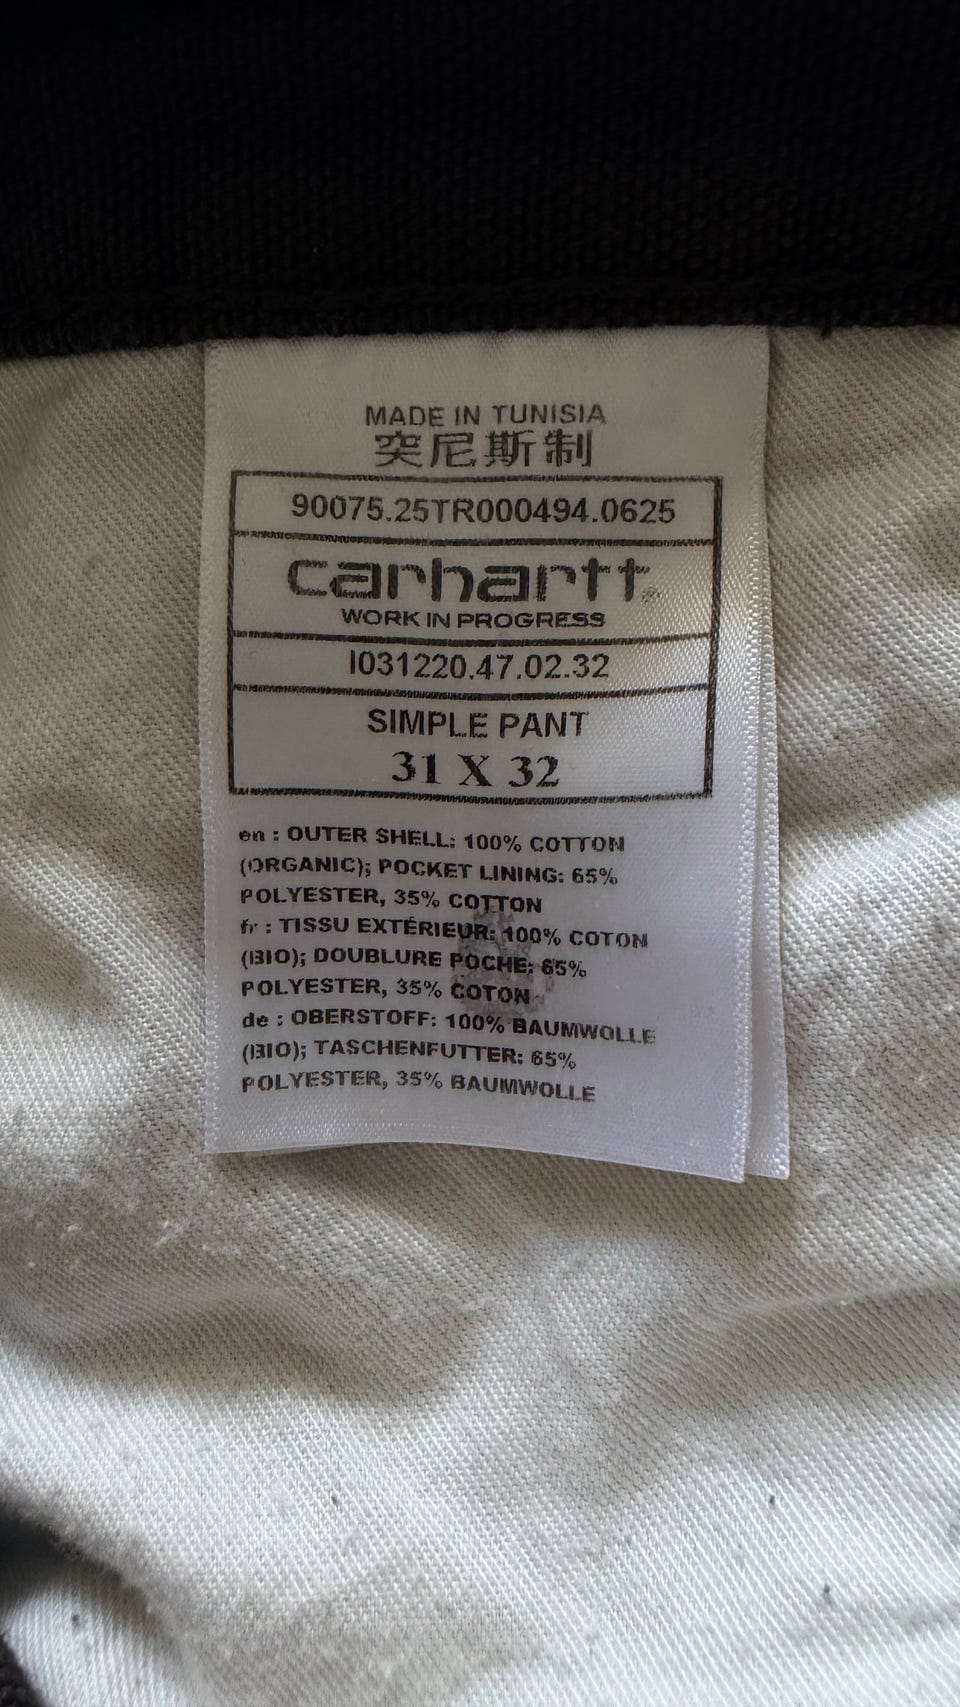 MADE IN TUNISIA
突尼斯制
90075.25TR000494.0625
carhartt®
WORK IN PROGRESS
I031220.47.02.32
SIMPLE PANT
31 X 32
en : OUTER SHELL: 100% COTTON
(ORGANIC); POCKET LINING: 65%
POLYESTER, 35% COTTON
fr : TISSU EXTÉRIEUR: 100% COTON
(BIO); DOUBLURE POCHE: 65%
POLYESTER, 35% COTON
de : OBERSTOFF: 100% BAUMWOLLE
(BIO); TASCHENFUTTER: 65%
POLYESTER, 35% BAUMWOLLE